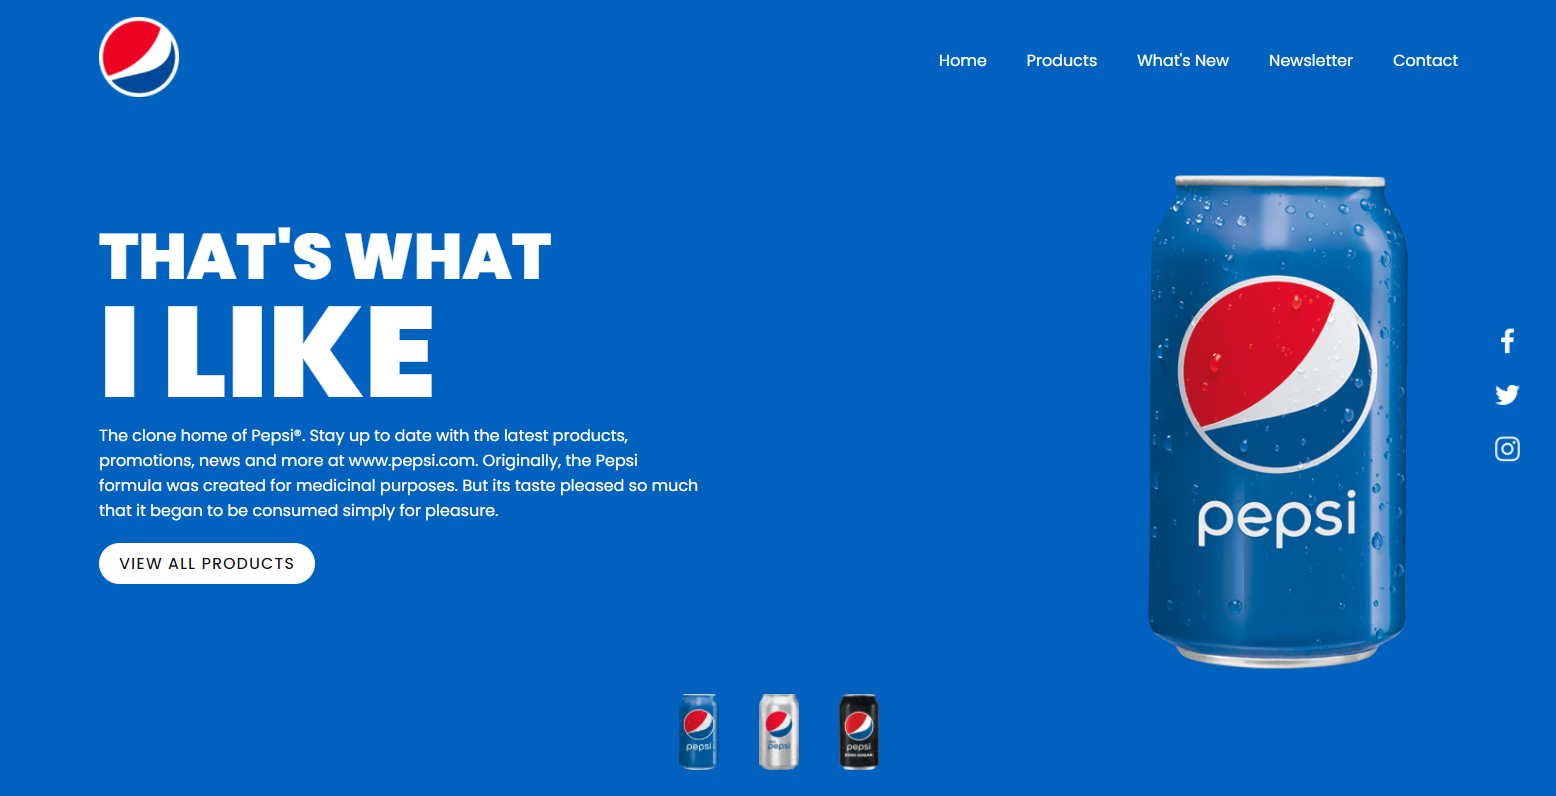 Home Products What's New Newsletter Contact
THAT'S WHAT
I LIKE
The clone home of Pepsi®. Stay up to date with the latest products,
promotions, news and more at www.pepsi.com. Originally, the Pepsi
formula was created for medicinal purposes. But its taste pleased so much
that it began to be consumed simply for pleasure.
VIEW ALL PRODUCTS
pepsi
pepsi
pepsi
pepsi
ZERO SUGAR